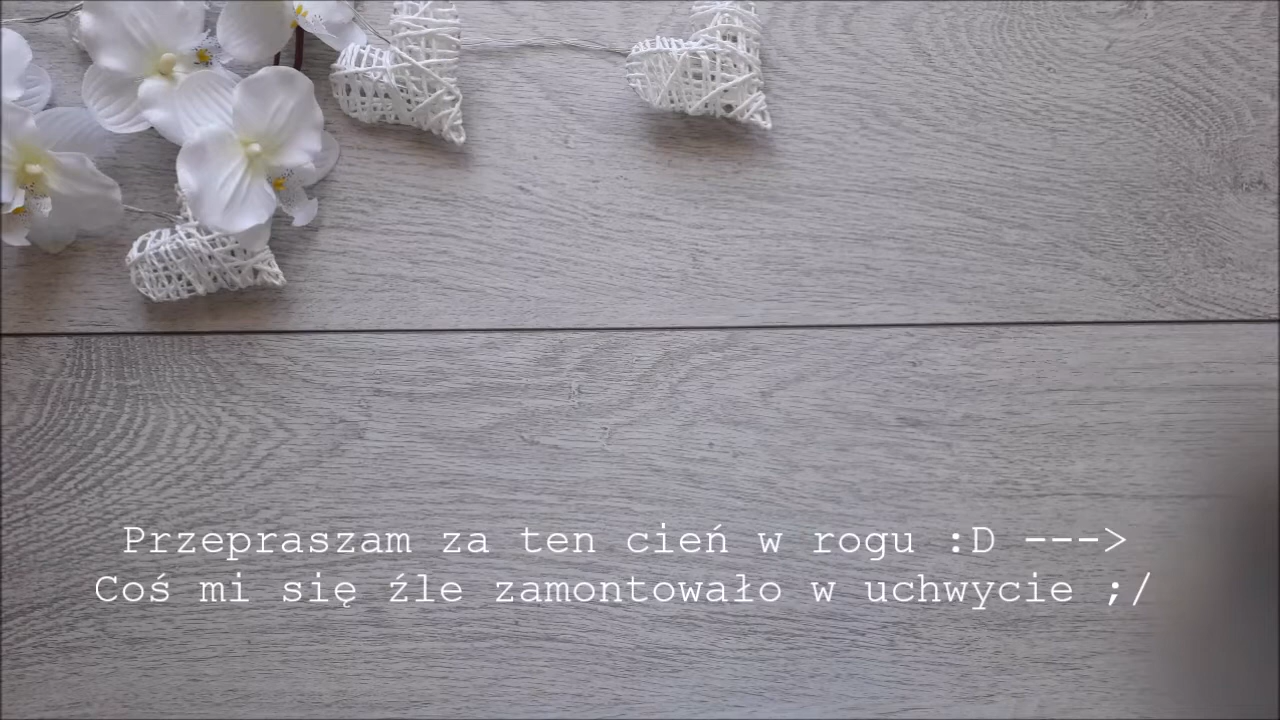 Przepraszam za ten cień w rogu :D --->
Coś mi się źle zamontowało w uchwycie ;/